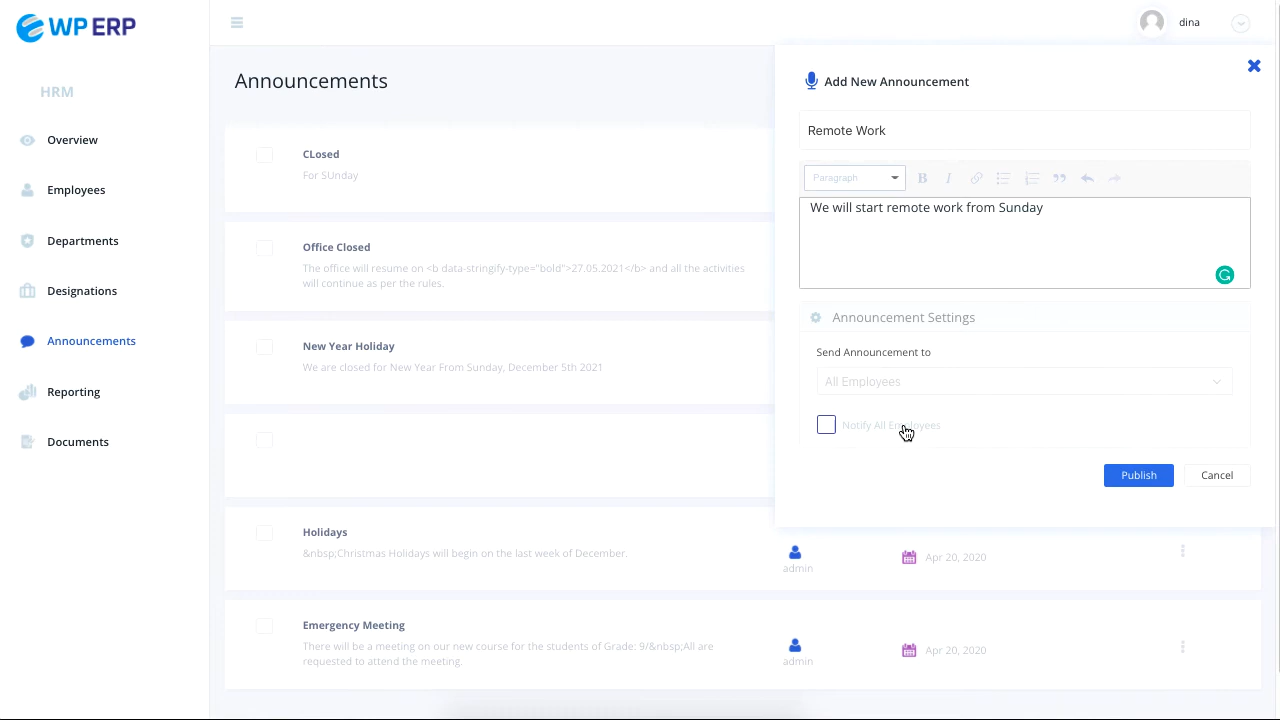 WP ERP
dina
HRM
Overview
Employees
Departments
Designations
Announcements
Reporting
Documents
Announcements
CLosed
For SUnday
Office Closed
The office will resume on <b data-stringify-type="bold">27.05.2021</b> and all the activities
will continue as per the rules.
New Year Holiday
We are closed for New Year From Sunday, December 5th 2021
Holidays
&nbsp;Christmas Holidays will begin on the last week of December.
admin
Apr 20, 2020
Emergency Meeting
There will be a meeting on our new course for the students of Grade: 9/&nbsp;All are
requested to attend the meeting.
admin
Apr 20, 2020
Add New Announcement
Remote Work
Paragraph
B I
We will start remote work from Sunday
Announcement Settings
Send Announcement to
All Employees
Notify All Employees
Publish
Cancel